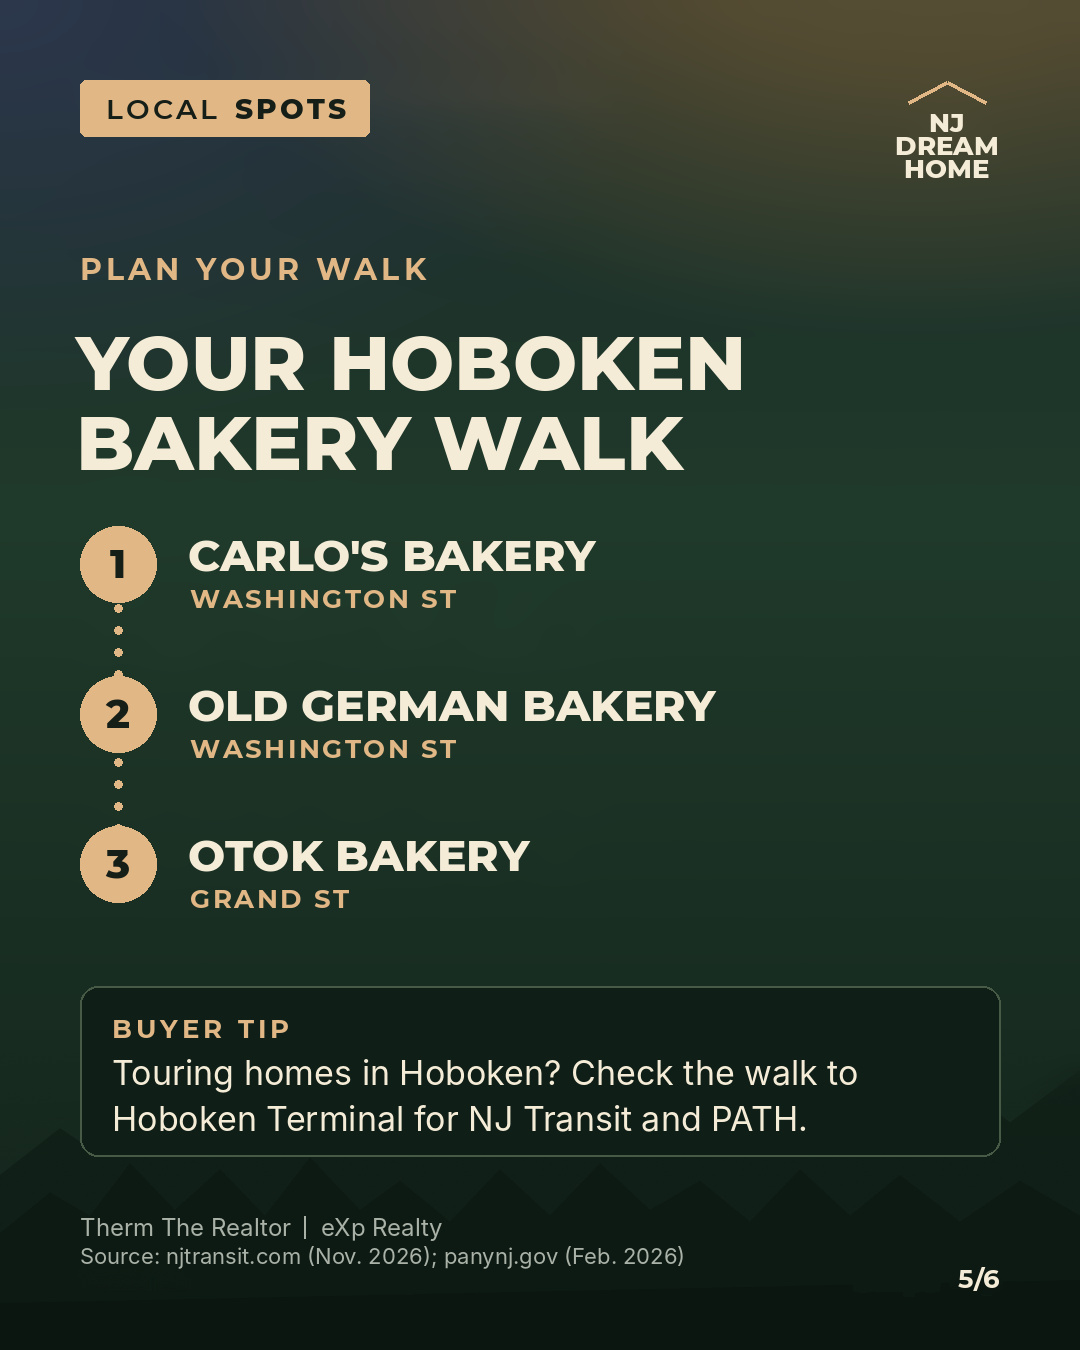 LOCAL SPOTS
NJ
DREAM
HOME
PLAN YOUR WALK
YOUR HOBOKEN
BAKERY WALK
1
CARLO'S BAKERY
WASHINGTON ST
2
OLD GERMAN BAKERY
WASHINGTON ST
3
OTOK BAKERY
GRAND ST
BUYER TIP
Touring homes in Hoboken? Check the walk to
Hoboken Terminal for NJ Transit and PATH.
Therm The Realtor | eXp Realty
Source: njtransit.com (Nov. 2026); panynj.gov (Feb. 2026)
5/6